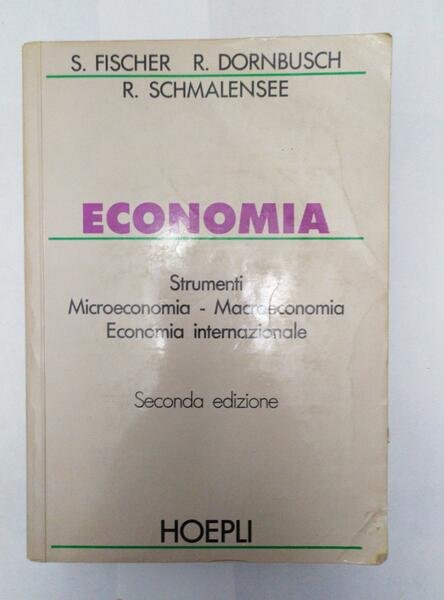 S. FISCHER R. DORNBUSCH
R. SCHMALENSEE
ECONOMIA
Strumenti
Microeconomia - Macroeconomia
Economia internazionale
Seconda edizione
HOEPLI